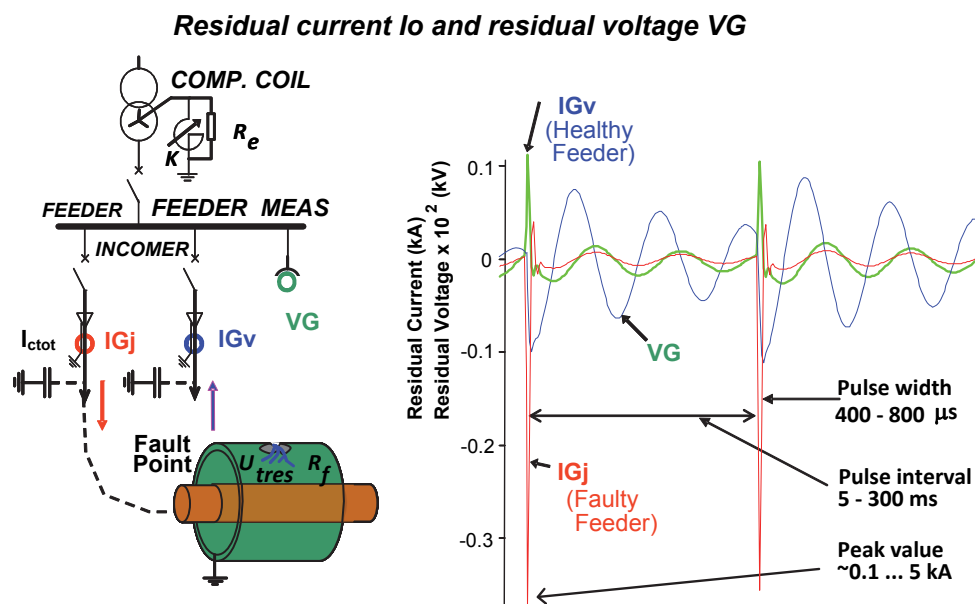 Residual current Io and residual voltage VG
COMP. COIL
R e
K
FEEDER
FEEDER MEAS
INCOMER
VG
Ictot
IGj
IGv
Fault
Point
U tres
R f
IGv
(Healthy
Feeder)
Residual Current (kA)
Residual Voltage x 10 2 (kV)
0.1
0
-0.1
-0.2
-0.3
VG
Pulse width
400 - 800 μs
Pulse interval
5 - 300 ms
IGj
(Faulty
Feeder)
Peak value
~0.1 ... 5 kA